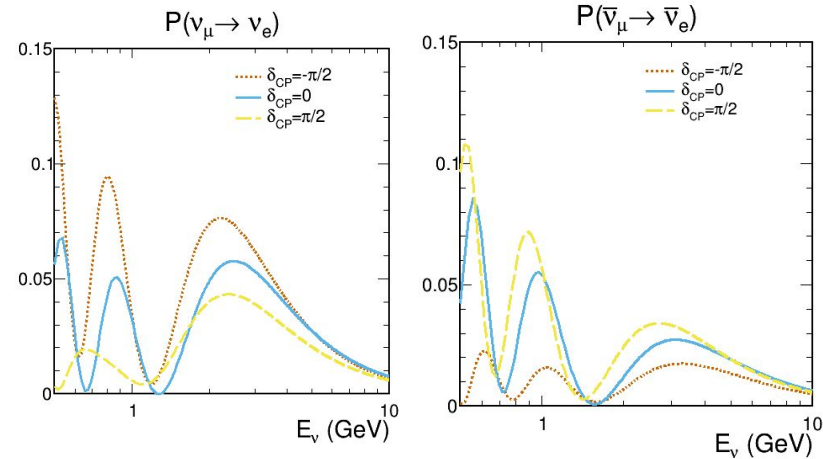 P(ν_μ → ν_e)
0.15
0.1
0.05
0
1
10
E_ν (GeV)
δ_CP=-π/2
δ_CP=0
δ_CP=π/2
P(ν̅_μ → ν̅_e)
0.15
0.1
0.05
0
1
10
E_ν (GeV)
δ_CP=-π/2
δ_CP=0
δ_CP=π/2